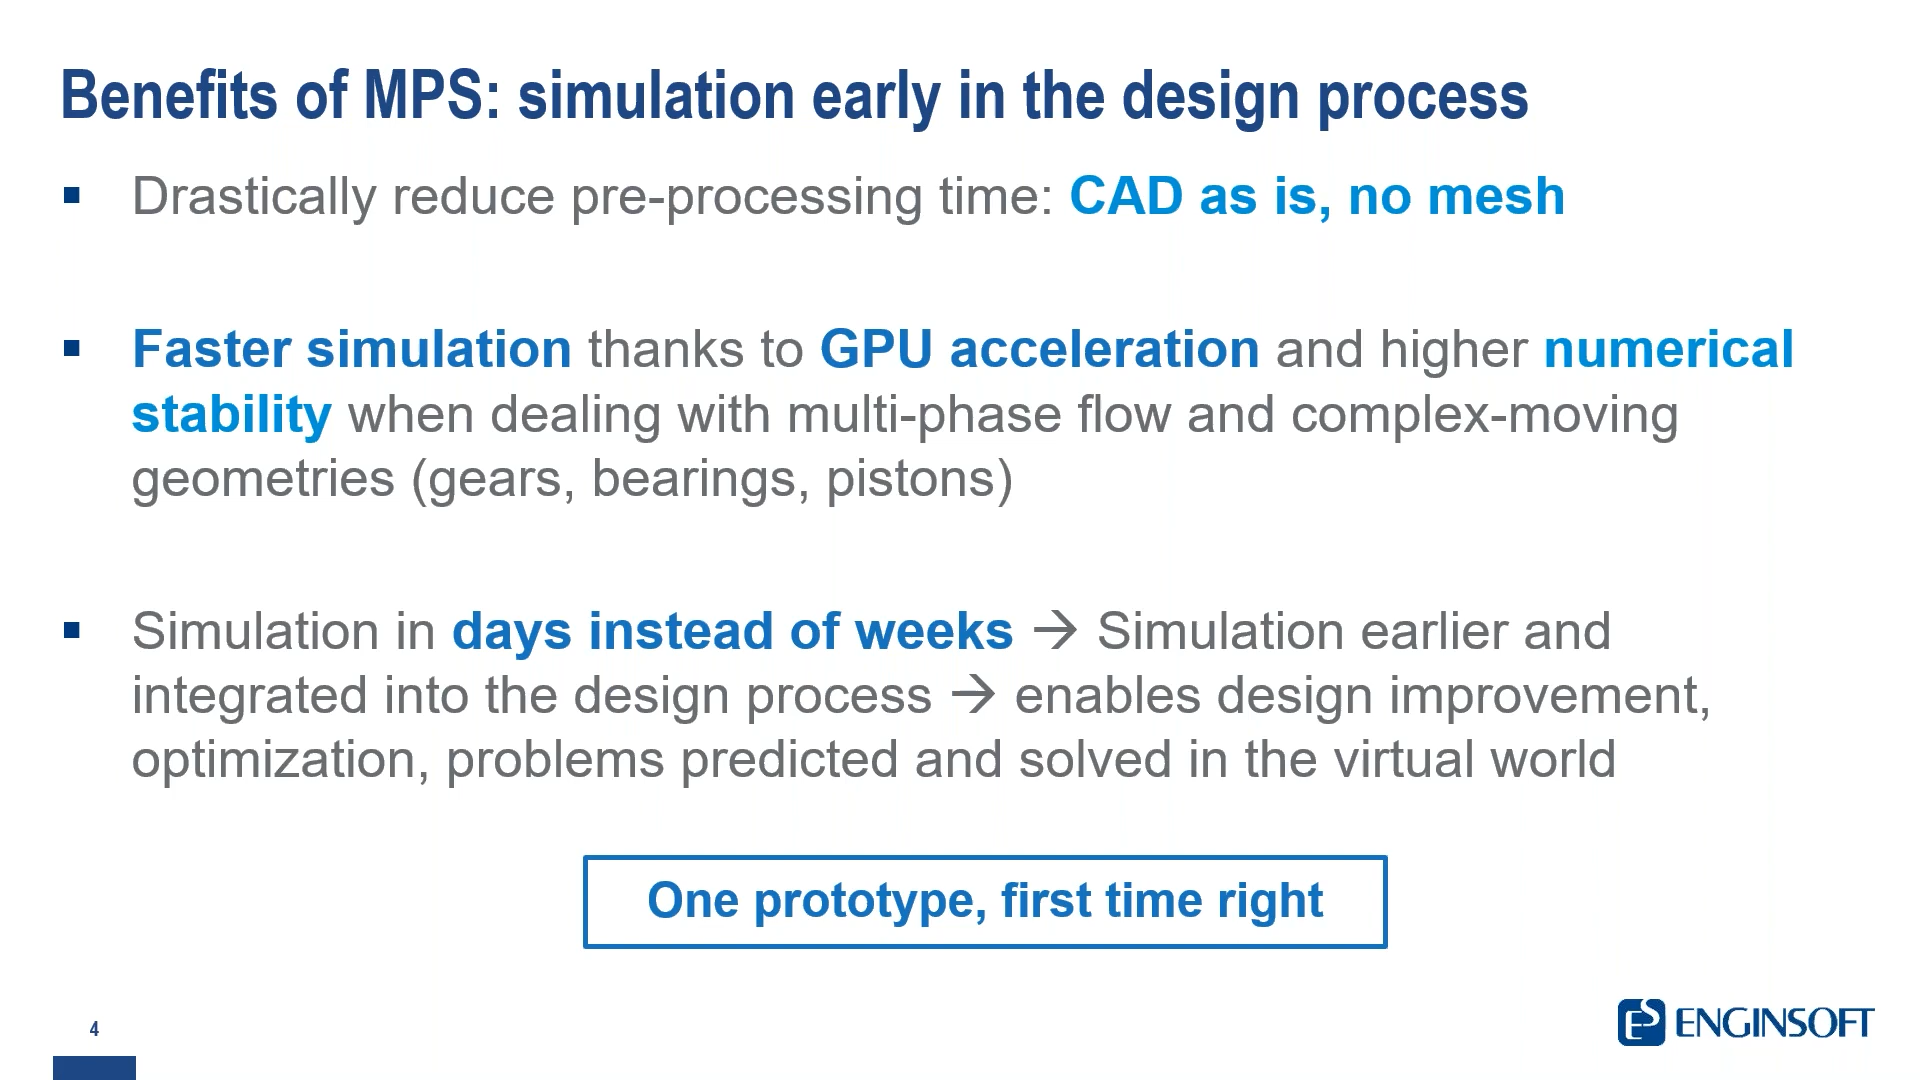 Benefits of MPS: simulation early in the design process
▪ Drastically reduce pre-processing time: CAD as is, no mesh
▪ Faster simulation thanks to GPU acceleration and higher numerical
stability when dealing with multi-phase flow and complex-moving
geometries (gears, bearings, pistons)
▪ Simulation in days instead of weeks → Simulation earlier and
integrated into the design process → enables design improvement,
optimization, problems predicted and solved in the virtual world
One prototype, first time right
4
ES ENGINSOFT